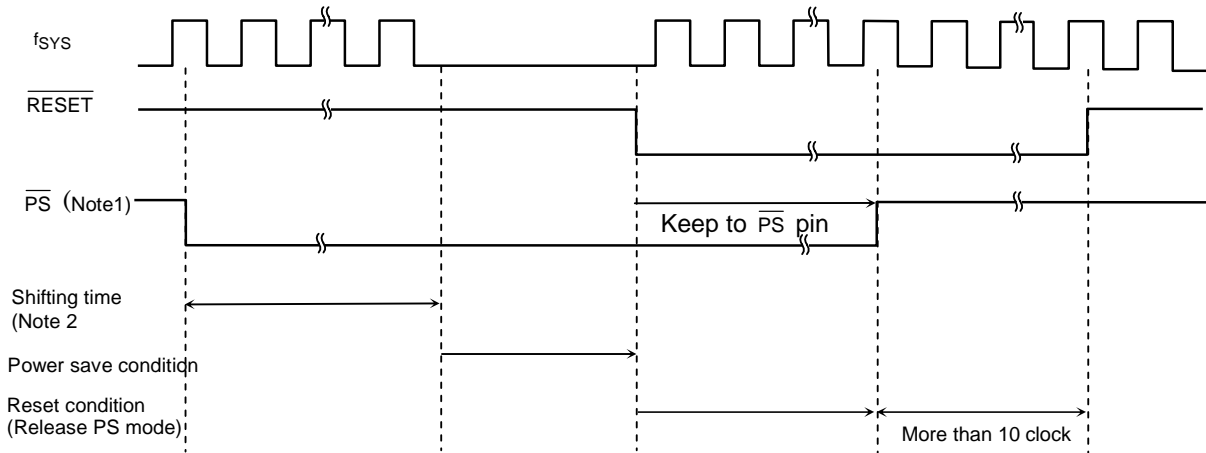 fSYS
RESET
PS (Note1)
Keep to PS pin
Shifting time
(Note 2
Power save condition
Reset condition
(Release PS mode)
More than 10 clock